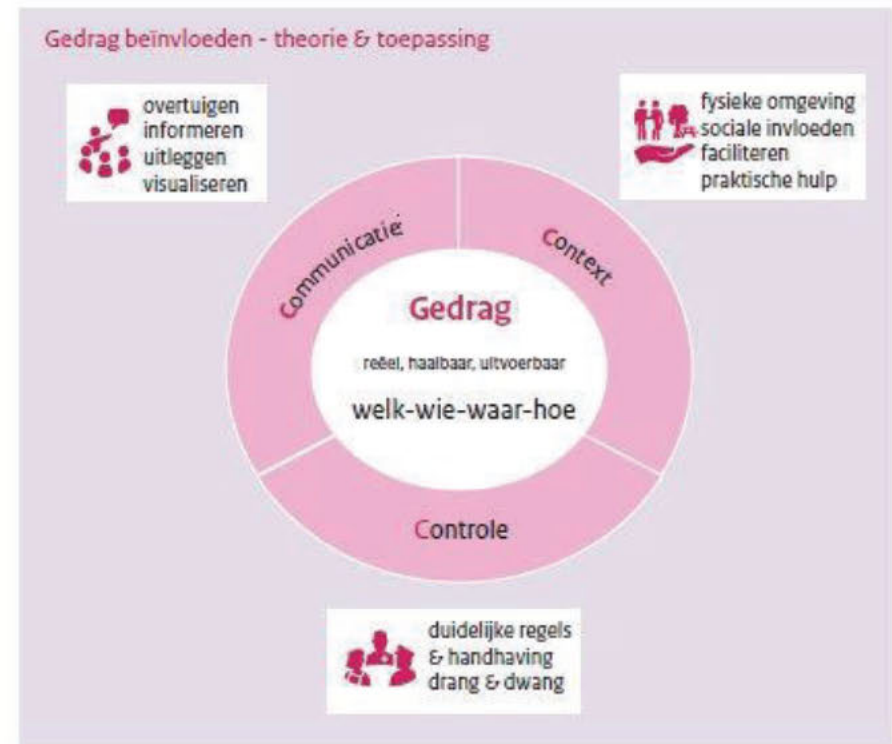 Gedrag beïnvloeden - theorie & toepassing
overtuigen
informeren
uitleggen
visualiseren
fysieke omgeving
sociale invloeden
faciliteren
praktische hulp
Communicatie
Context
Gedrag
reëel, haalbaar, uitvoerbaar
welk-wie-waar-hoe
Controle
duidelijke regels
& handhaving
drang & dwang